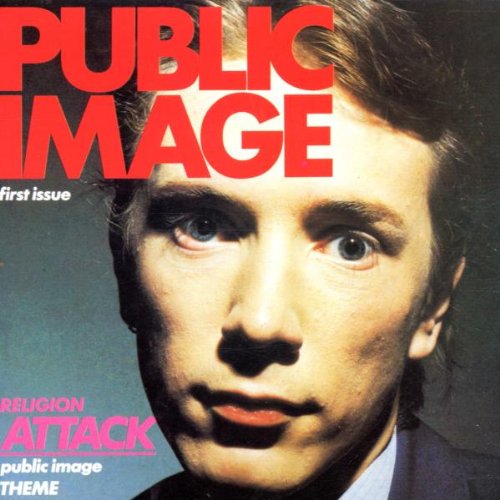 PUBLIC
IMAGE
first issue
RELIGION
ATTACK
public image
THEME